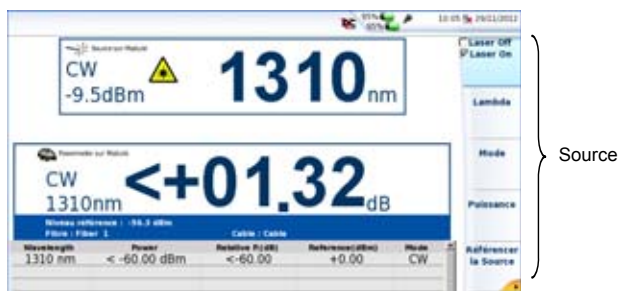 95%
65%
10:05 29/11/2012
Source sur Module
CW
-9.5dBm
1310nm
Laser Off
Laser On
Lambda
Mode
Puissance
Référencer
la Source
Source
Powermeter sur Module
CW
1310nm
<+01.32dB
Niveau référence : -56.3 dBm
Fibre : Fiber 1 Cable : Cable
Wavelength Power Relative P.(dB) Reference(dBm) Mode
1310 nm < -60.00 dBm <-60.00 +0.00 CW